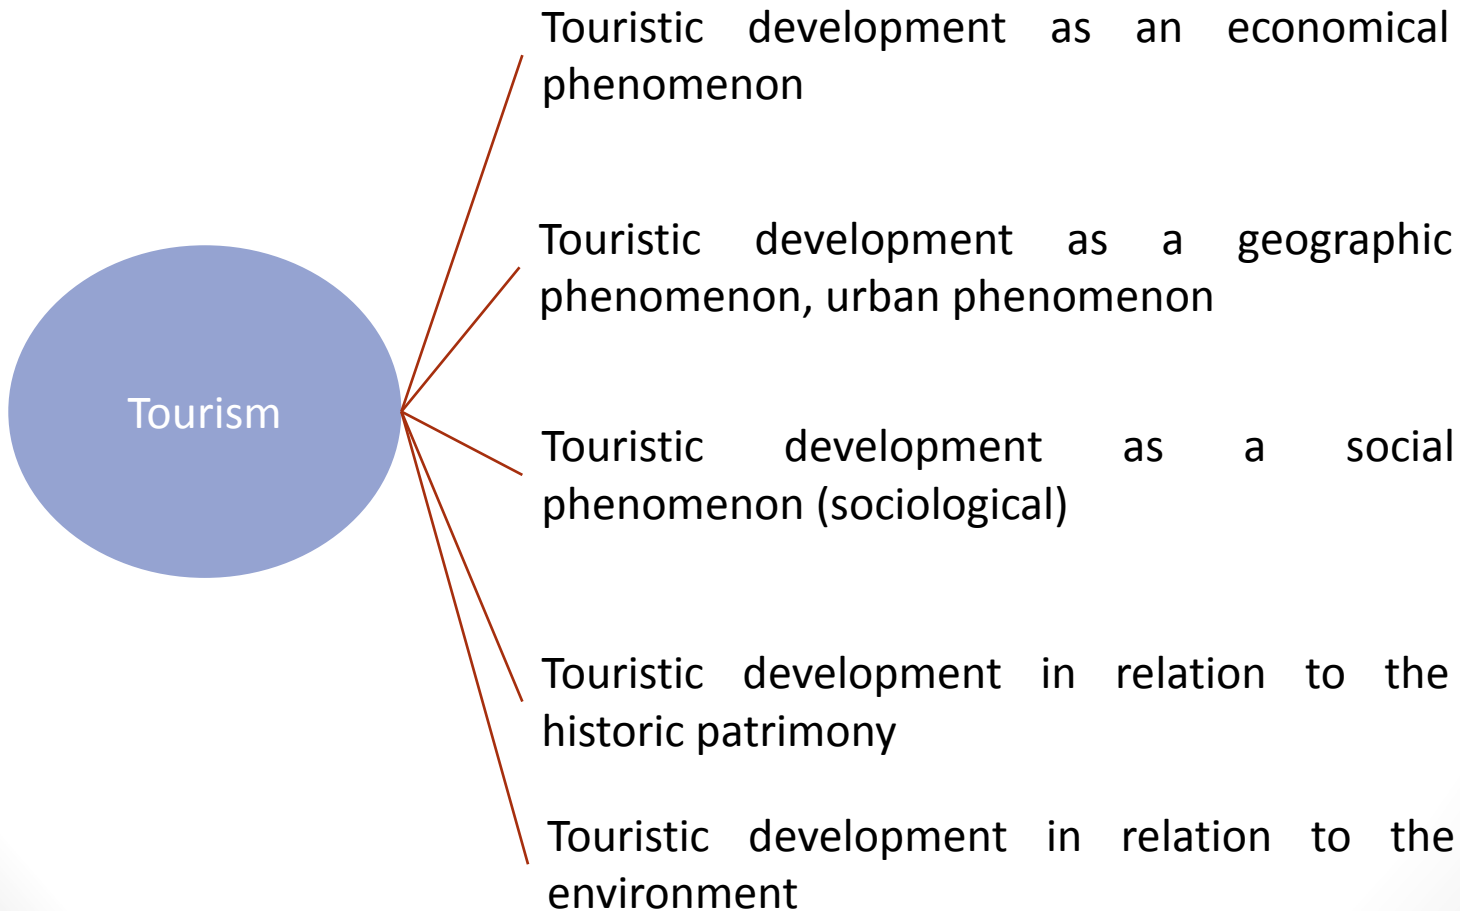 Touristic development as an economical
phenomenon
Touristic development as a geographic
phenomenon, urban phenomenon
Tourism
Touristic development as a social
phenomenon (sociological)
Touristic development in relation to the
historic patrimony
Touristic development in relation to the
environment